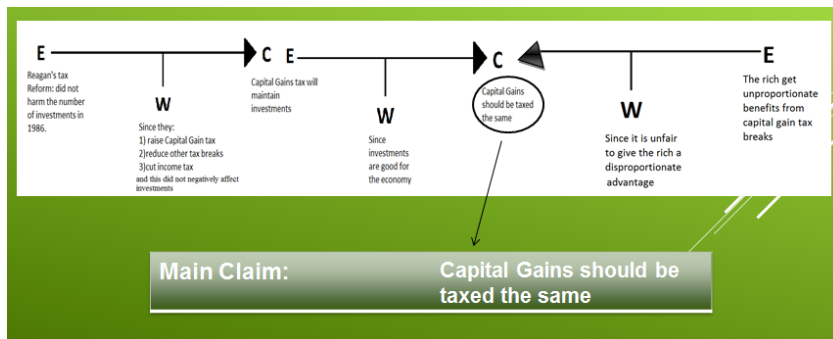 E
C
E
C
E
Reagan's tax
Reform: did not
harm the number
of investments in
1986.
W
Since they:
1) raise Capital Gain tax
2)reduce other tax breaks
3)cut income tax
and this did not negatively affect
investments
Capital Gains tax will
maintain
investments
W
Since
investments
are good for
the economy
Capital Gains
should be taxed
the same
W
Since it is unfair
to give the rich a
disproportionate
advantage
The rich get
unproportionate
benefits from
capital gain tax
breaks
Main Claim:
Capital Gains should be
taxed the same